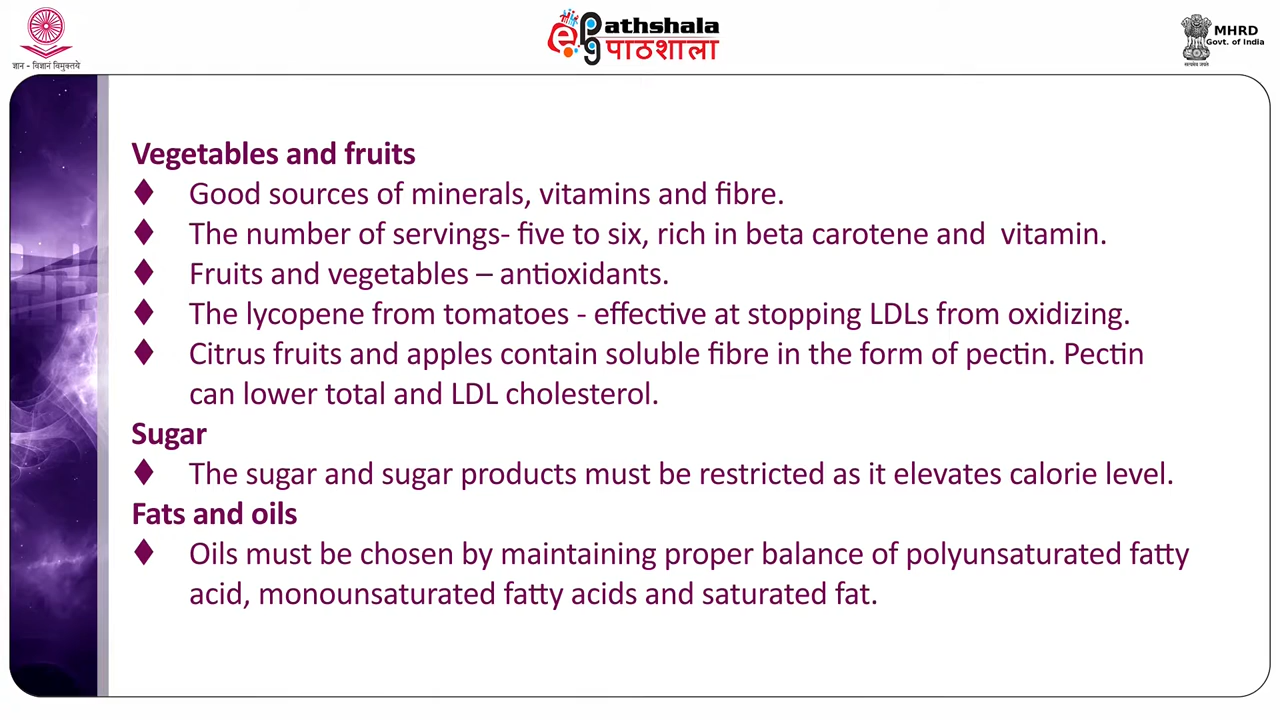 ज्ञान - विज्ञानं विमुक्तये
ePathshala
पाठशाला
MHRD
Govt. of India
सत्यमेव जयते
Vegetables and fruits
♦ Good sources of minerals, vitamins and fibre.
♦ The number of servings- five to six, rich in beta carotene and  vitamin.
♦ Fruits and vegetables – antioxidants.
♦ The lycopene from tomatoes - effective at stopping LDLs from oxidizing.
♦ Citrus fruits and apples contain soluble fibre in the form of pectin. Pectin
can lower total and LDL cholesterol.
Sugar
♦ The sugar and sugar products must be restricted as it elevates calorie level.
Fats and oils
♦ Oils must be chosen by maintaining proper balance of polyunsaturated fatty
acid, monounsaturated fatty acids and saturated fat.